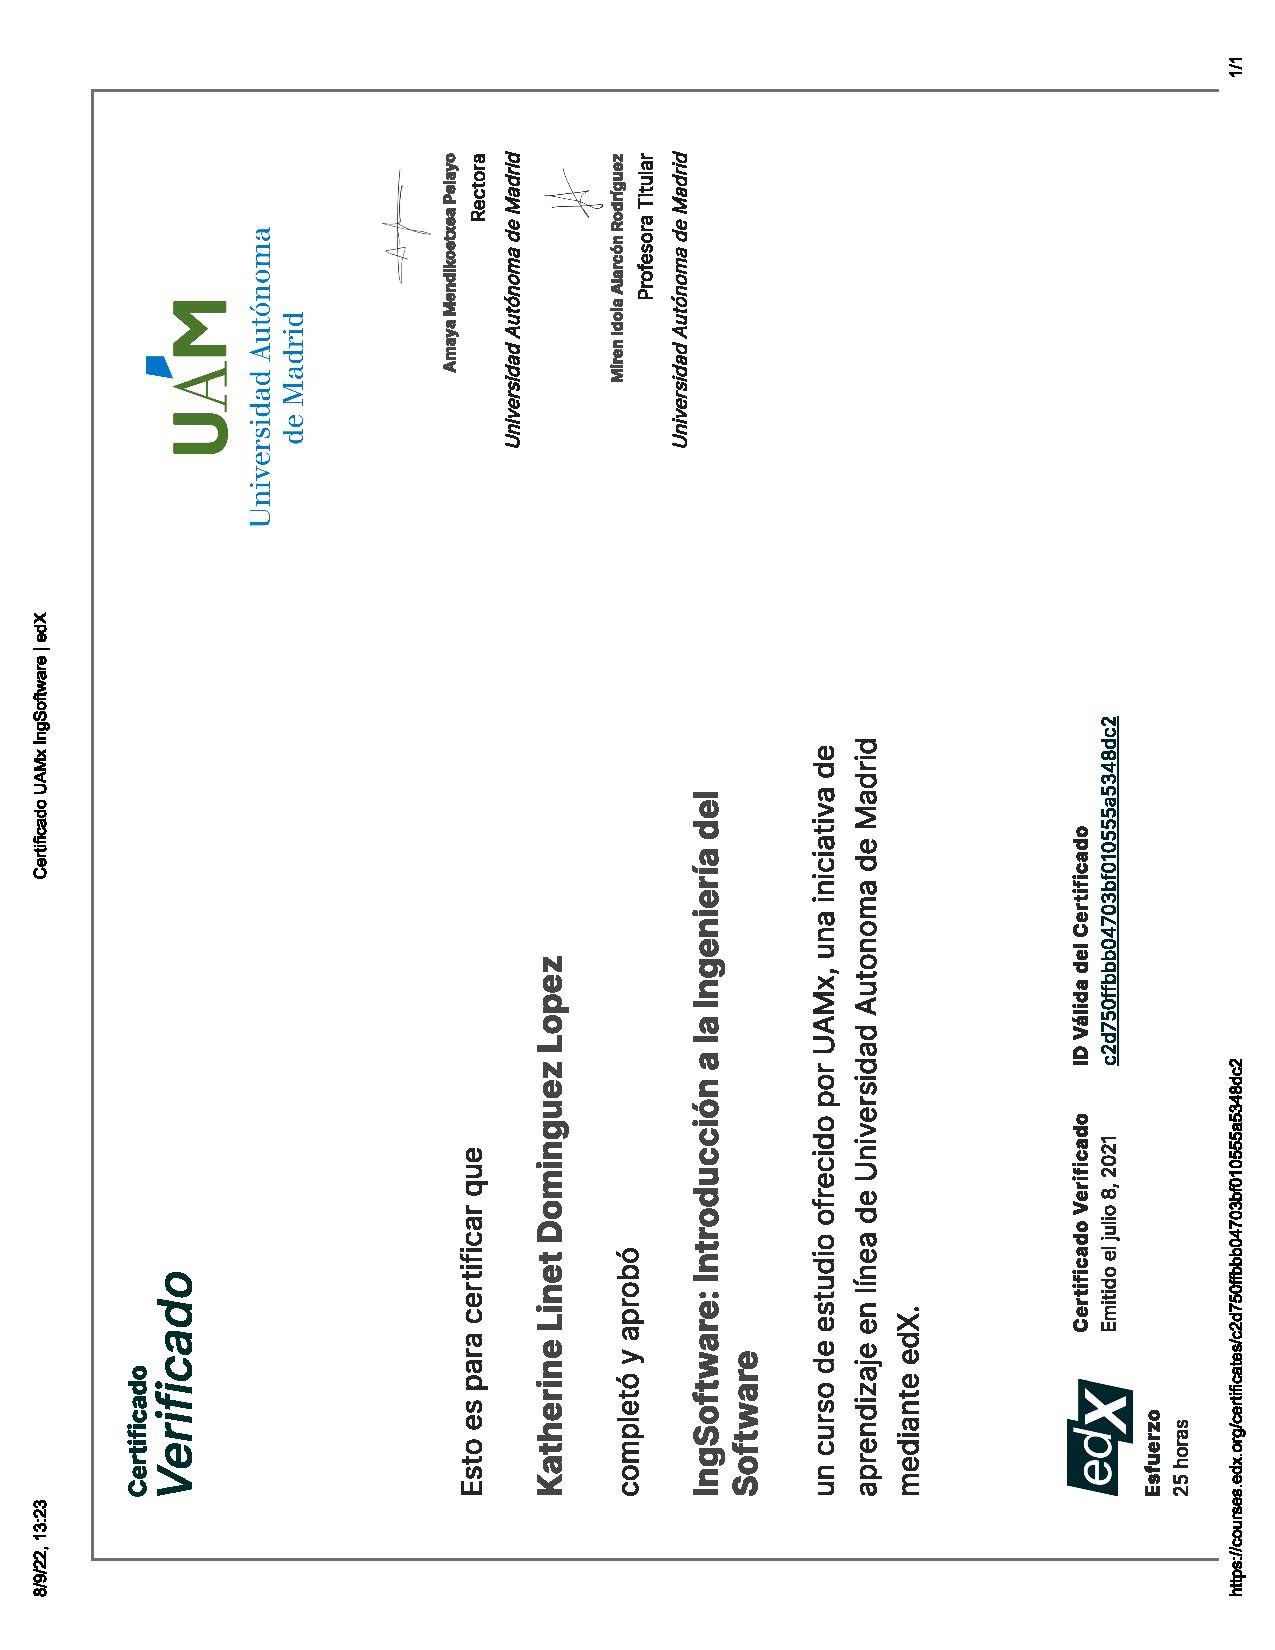 8/9/22, 13:23
Certificado UAMx IngSoftware | edX
Certificado
Verificado
UAM
Universidad Autónoma
de Madrid
Amaya Mendikoetxea Pelayo
Rectora
Universidad Autónoma de Madrid
Miren Idoia Alarcón Rodríguez
Profesora Titular
Universidad Autónoma de Madrid
Esto es para certificar que
Katherine Linet Dominguez Lopez
completó y aprobó
IngSoftware: Introducción a la Ingeniería del
Software
un curso de estudio ofrecido por UAMx, una iniciativa de
aprendizaje en línea de Universidad Autonoma de Madrid
mediante edX.
edX
Certificado Verificado
Emitido el julio 8, 2021
ID Válida del Certificado
c2d750ffbbb04703bf010555a5348dc2
Esfuerzo
25 horas
https://courses.edx.org/certificates/c2d750ffbbb04703bf010555a5348dc2
1/1